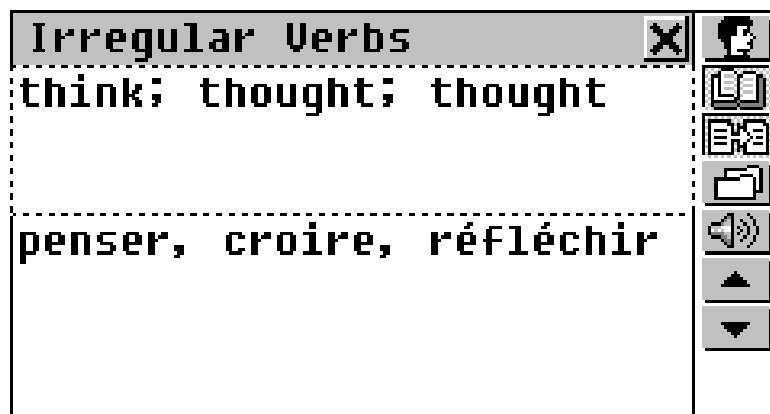 Irregular Verbs
think; thought; thought
penser, croire, réfléchir